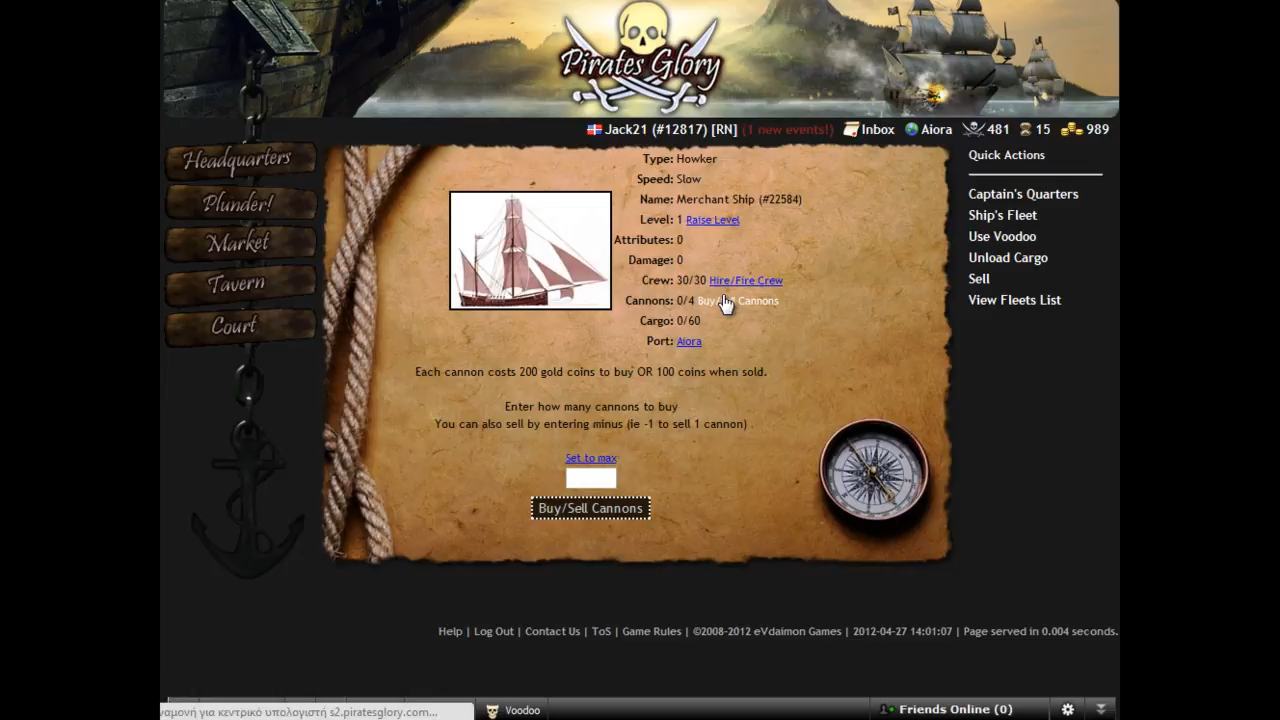 Pirates Glory
Jack21 (#12817) [RN] (1 new events!) Inbox Aiora 481 15 989
Headquarters
Plunder!
Market
Tavern
Court
Type: Howker
Speed: Slow
Name: Merchant Ship (#22584)
Level: 1 Raise Level
Attributes: 0
Damage: 0
Crew: 30/30 Hire/Fire Crew
Cannons: 0/4 Cannons
Cargo: 0/60
Port: Aiora
Each cannon costs 200 gold coins to buy OR 100 coins when sold.
Enter how many cannons to buy
You can also sell by entering minus (ie -1 to sell 1 cannon)
Set to max
Buy/Sell Cannons
Quick Actions
Captain's Quarters
Ship's Fleet
Use Voodoo
Unload Cargo
Sell
View Fleets List
Help | Log Out | Contact Us | ToS | Game Rules | ©2008-2012 eVdaimon Games | 2012-04-27 14:01:07 | Page served in 0.004 seconds.
για κεντρικό υπολογιστή s2.piratesglory.com...
Voodoo
Friends Online (0)